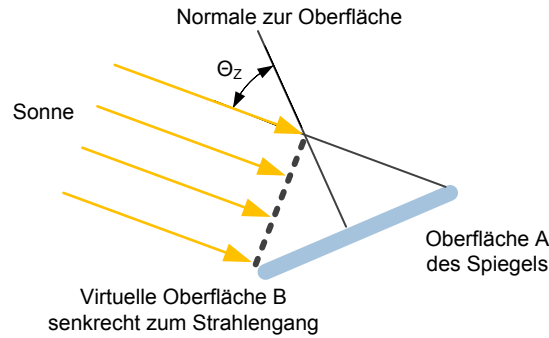 Normale zur Oberfläche
Θz
Sonne
Oberfläche A
des Spiegels
Virtuelle Oberfläche B
senkrecht zum Strahlengang